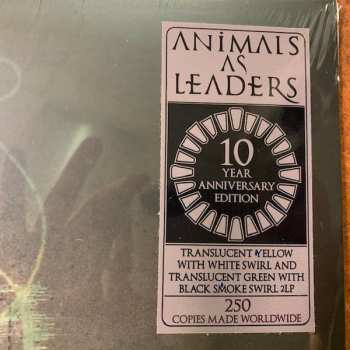 ANIMALS
AS
LEADERS
10
YEAR
ANNIVERSARY
EDITION
TRANSLUCENT YELLOW
WITH WHITE SWIRL AND
TRANSLUCENT GREEN WITH
BLACK SMOKE SWIRL 2LP
250
COPIES MADE WORLDWIDE